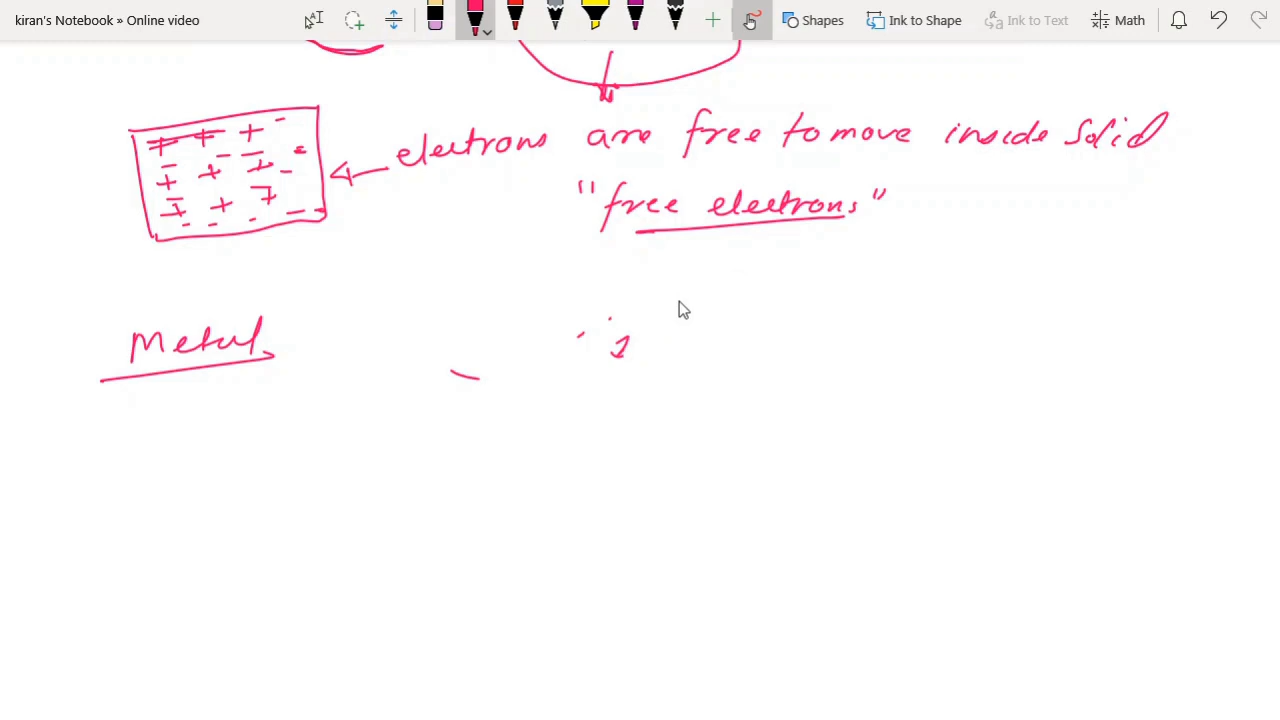 kiran's Notebook » Online video
Shapes
Ink to Shape
Ink to Text
Math
electrons are free to move inside solid
"free electrons"
Metal